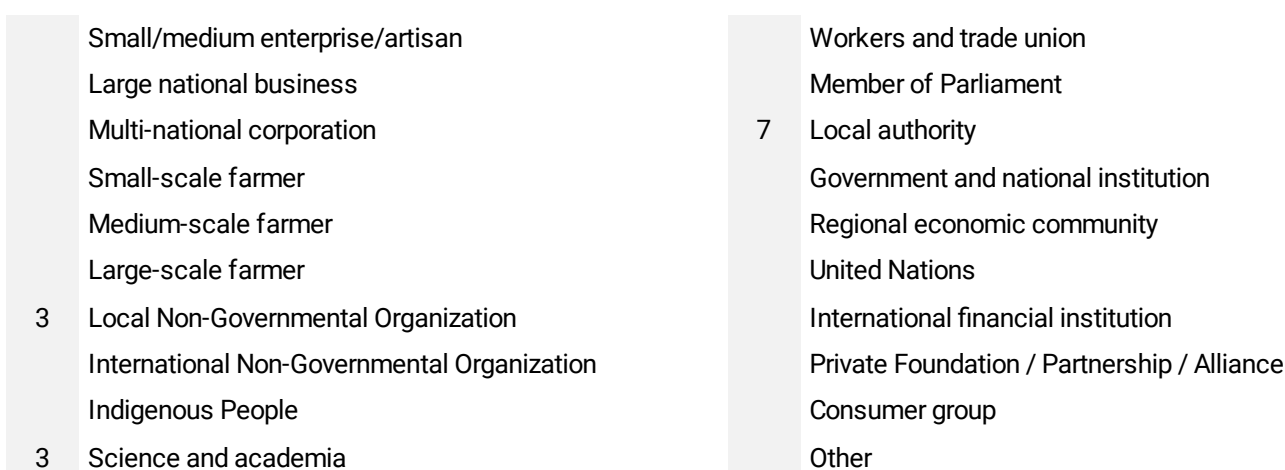 Small/medium enterprise/artisan
Large national business
Multi-national corporation
Small-scale farmer
Medium-scale farmer
Large-scale farmer
3 Local Non-Governmental Organization
International Non-Governmental Organization
Indigenous People
3 Science and academia
Workers and trade union
Member of Parliament
7 Local authority
Government and national institution
Regional economic community
United Nations
International financial institution
Private Foundation / Partnership / Alliance
Consumer group
Other